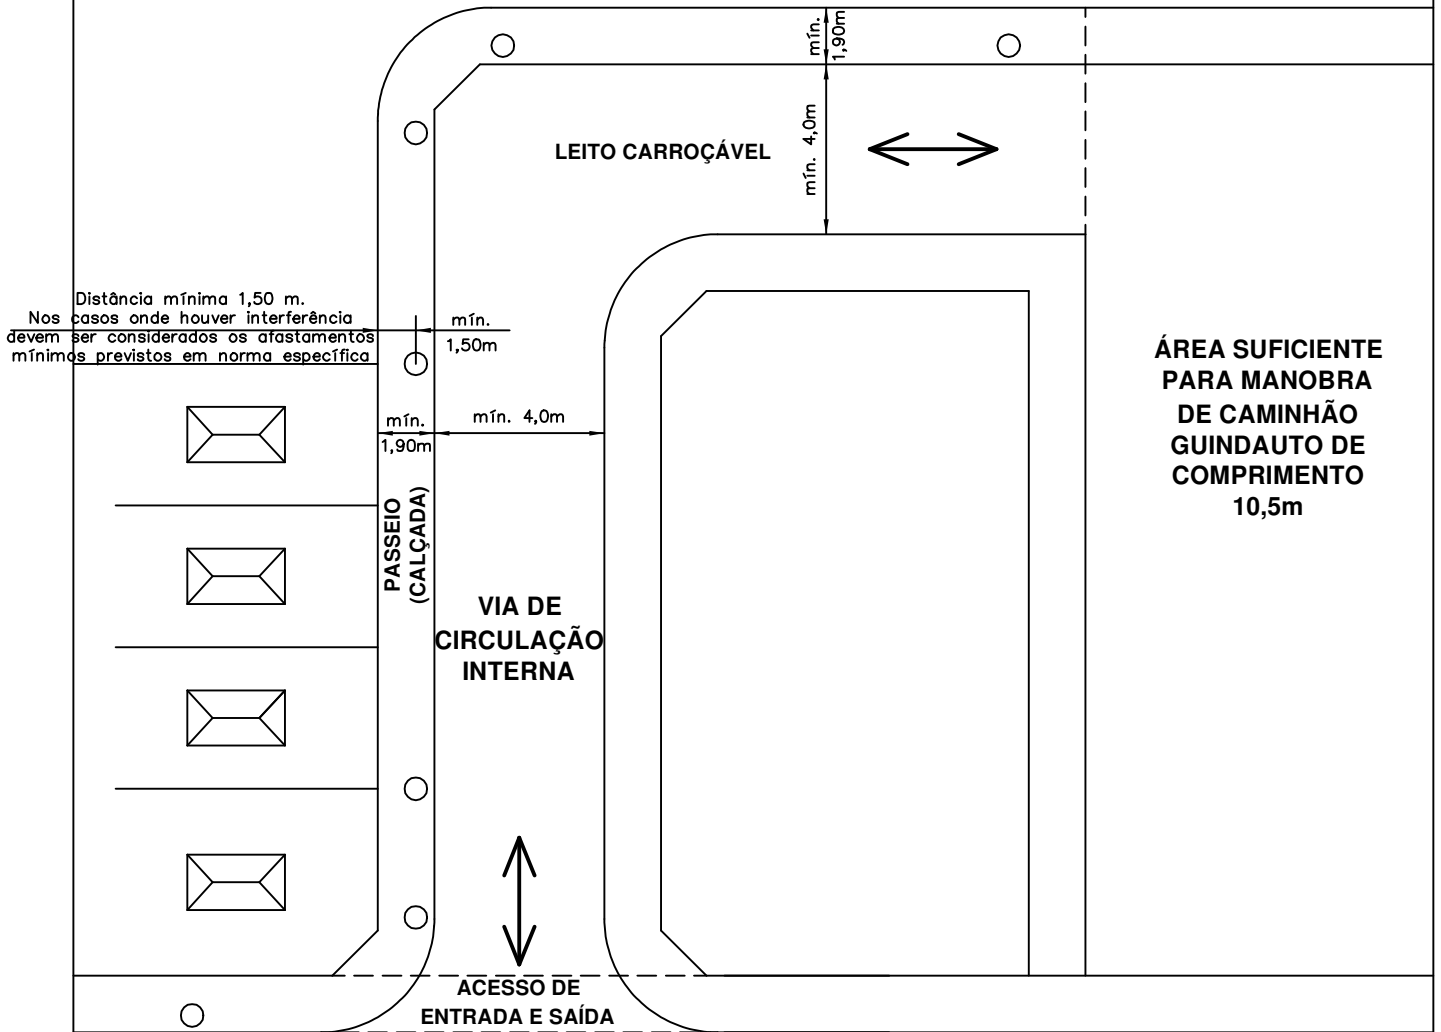 mín.
1,90m
mín. 4,0m
LEITO CARROÇÁVEL
Distância mínima 1,50 m.
Nos casos onde houver interferência
devem ser considerados os afastamentos
mínimos previstos em norma específica
mín.
1,50m
mín.
1,90m
mín. 4,0m
ÁREA SUFICIENTE
PARA MANOBRA
DE CAMINHÃO
GUINDAUTO DE
COMPRIMENTO
10,5m
PASSEIO
(CALÇADA)
VIA DE
CIRCULAÇÃO
INTERNA
ACESSO DE
ENTRADA E SAÍDA